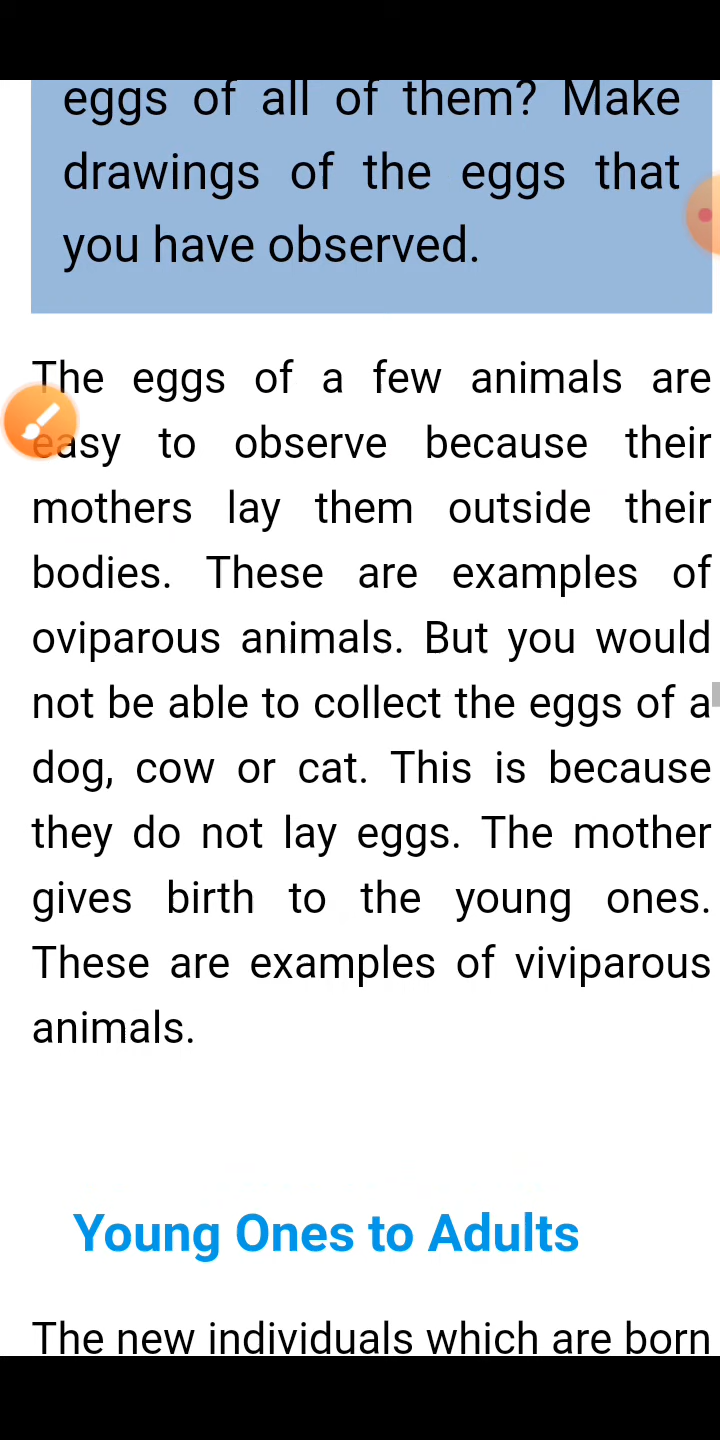 eggs of all of them? Make
drawings of the eggs that
you have observed.
The eggs of a few animals are
easy to observe because their
mothers lay them outside their
bodies. These are examples of
oviparous animals. But you would
not be able to collect the eggs of a
dog, cow or cat. This is because
they do not lay eggs. The mother
gives birth to the young ones.
These are examples of viviparous
animals.
Young Ones to Adults
The new individuals which are born